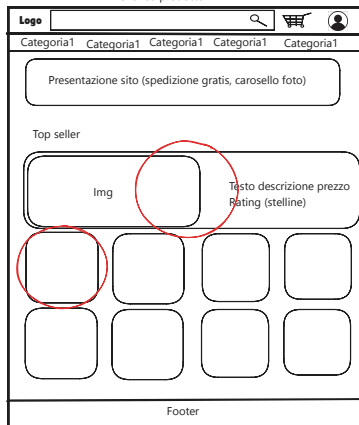 Logo
Categoria1 Categoria1 Categoria1 Categoria1 Categoria1
Presentazione sito (spedizione gratis, carosello foto)
Top seller
Img
Testo descrizione prezzo
Rating (stelline)
Footer